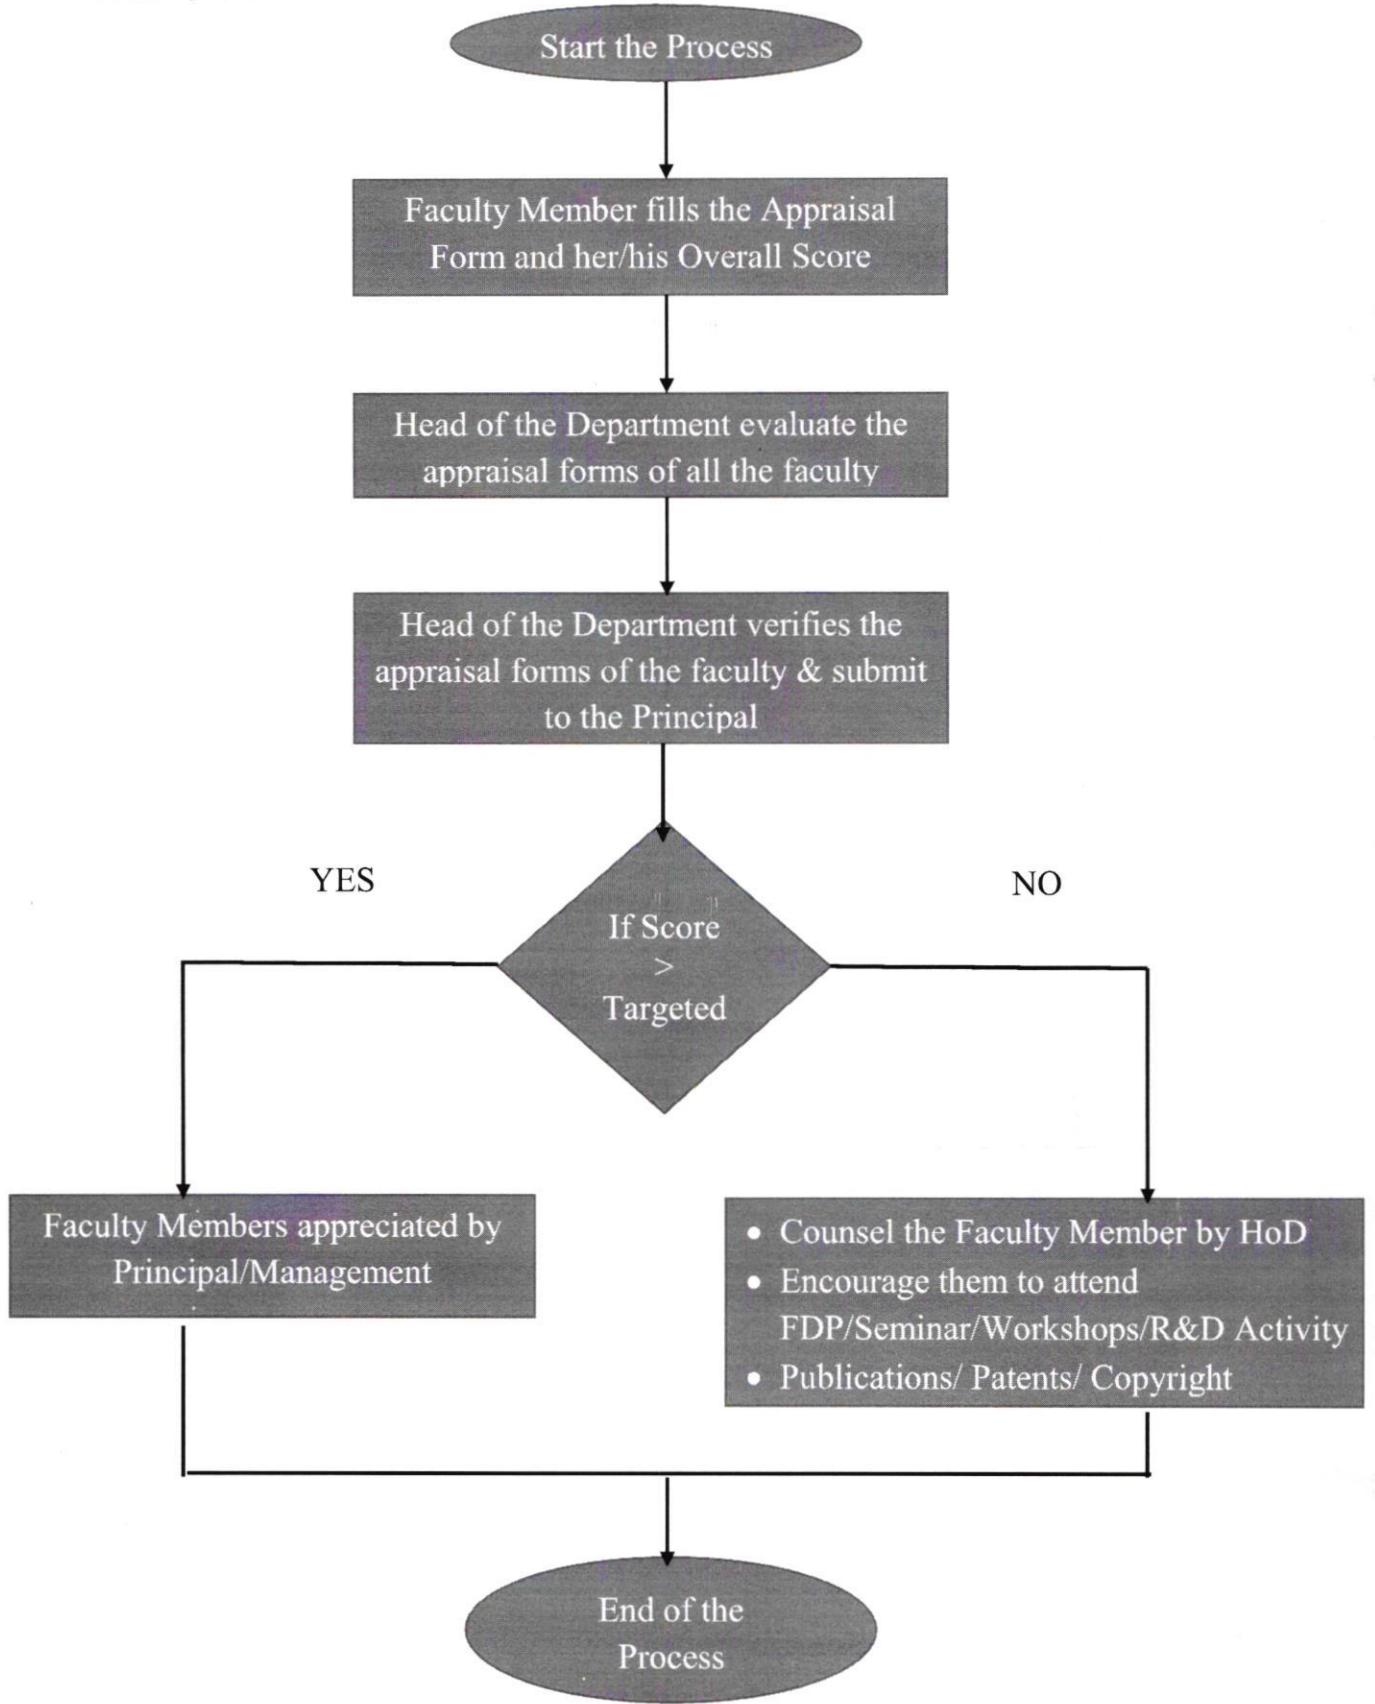 Start the Process
Faculty Member fills the Appraisal
Form and her/his Overall Score
Head of the Department evaluate the
appraisal forms of all the faculty
Head of the Department verifies the
appraisal forms of the faculty & submit
to the Principal
YES
NO
If Score
>
Targeted
Faculty Members appreciated by
Principal/Management
• Counsel the Faculty Member by HoD
• Encourage them to attend
FDP/Seminar/Workshops/R&D Activity
• Publications/ Patents/ Copyright
End of the
Process